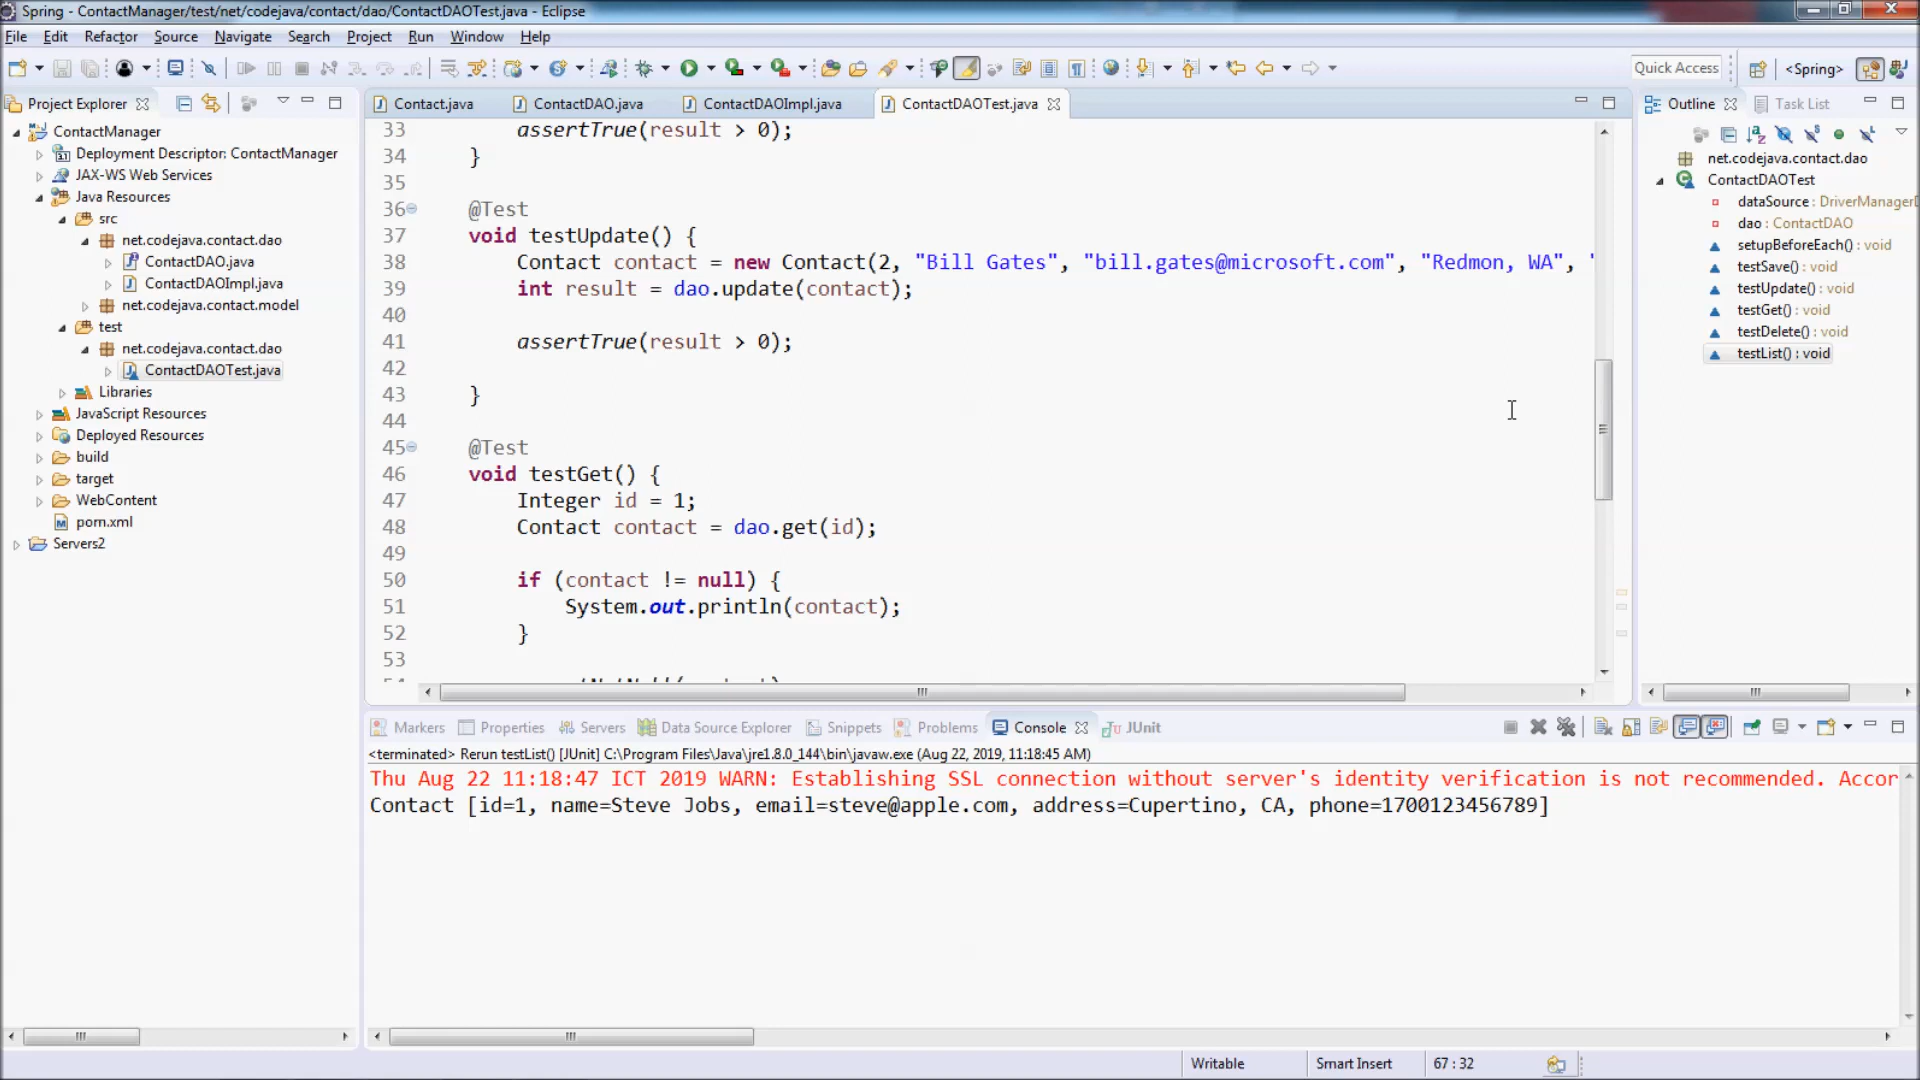 Spring - ContactManager/test/net/codejava/contact/dao/ContactDAOTest.java - Eclipse
File Edit Refactor Source Navigate Search Project Run Window Help
Quick Access <Spring>
Project Explorer
ContactManager
Deployment Descriptor: ContactManager
JAX-WS Web Services
Java Resources
src
net.codejava.contact.dao
ContactDAO.java
ContactDAOImpl.java
net.codejava.contact.model
test
net.codejava.contact.dao
ContactDAOTest.java
Libraries
JavaScript Resources
Deployed Resources
build
target
WebContent
pom.xml
Servers2
Contact.java ContactDAO.java ContactDAOImpl.java ContactDAOTest.java
33 assertTrue(result > 0);
34 }
35
36 @Test
37 void testUpdate() {
38 Contact contact = new Contact(2, "Bill Gates", "bill.gates@microsoft.com", "Redmon, WA", "
39 int result = dao.update(contact);
40
41 assertTrue(result > 0);
42
43 }
44
45 @Test
46 void testGet() {
47 Integer id = 1;
48 Contact contact = dao.get(id);
49
50 if (contact != null) {
51 System.out.println(contact);
52 }
53
Outline Task List
net.codejava.contact.dao
ContactDAOTest
dataSource : DriverManagerD
dao : ContactDAO
setupBeforeEach() : void
testSave() : void
testUpdate() : void
testGet() : void
testDelete() : void
testList() : void
Markers Properties Servers Data Source Explorer Snippets Problems Console JUnit
<terminated> Rerun testList() [JUnit] C:\Program Files\Java\jre1.8.0_144\bin\javaw.exe (Aug 22, 2019, 11:18:45 AM)
Thu Aug 22 11:18:47 ICT 2019 WARN: Establishing SSL connection without server's identity verification is not recommended. Accor
Contact [id=1, name=Steve Jobs, email=steve@apple.com, address=Cupertino, CA, phone=1700123456789]
Writable Smart Insert 67 : 32